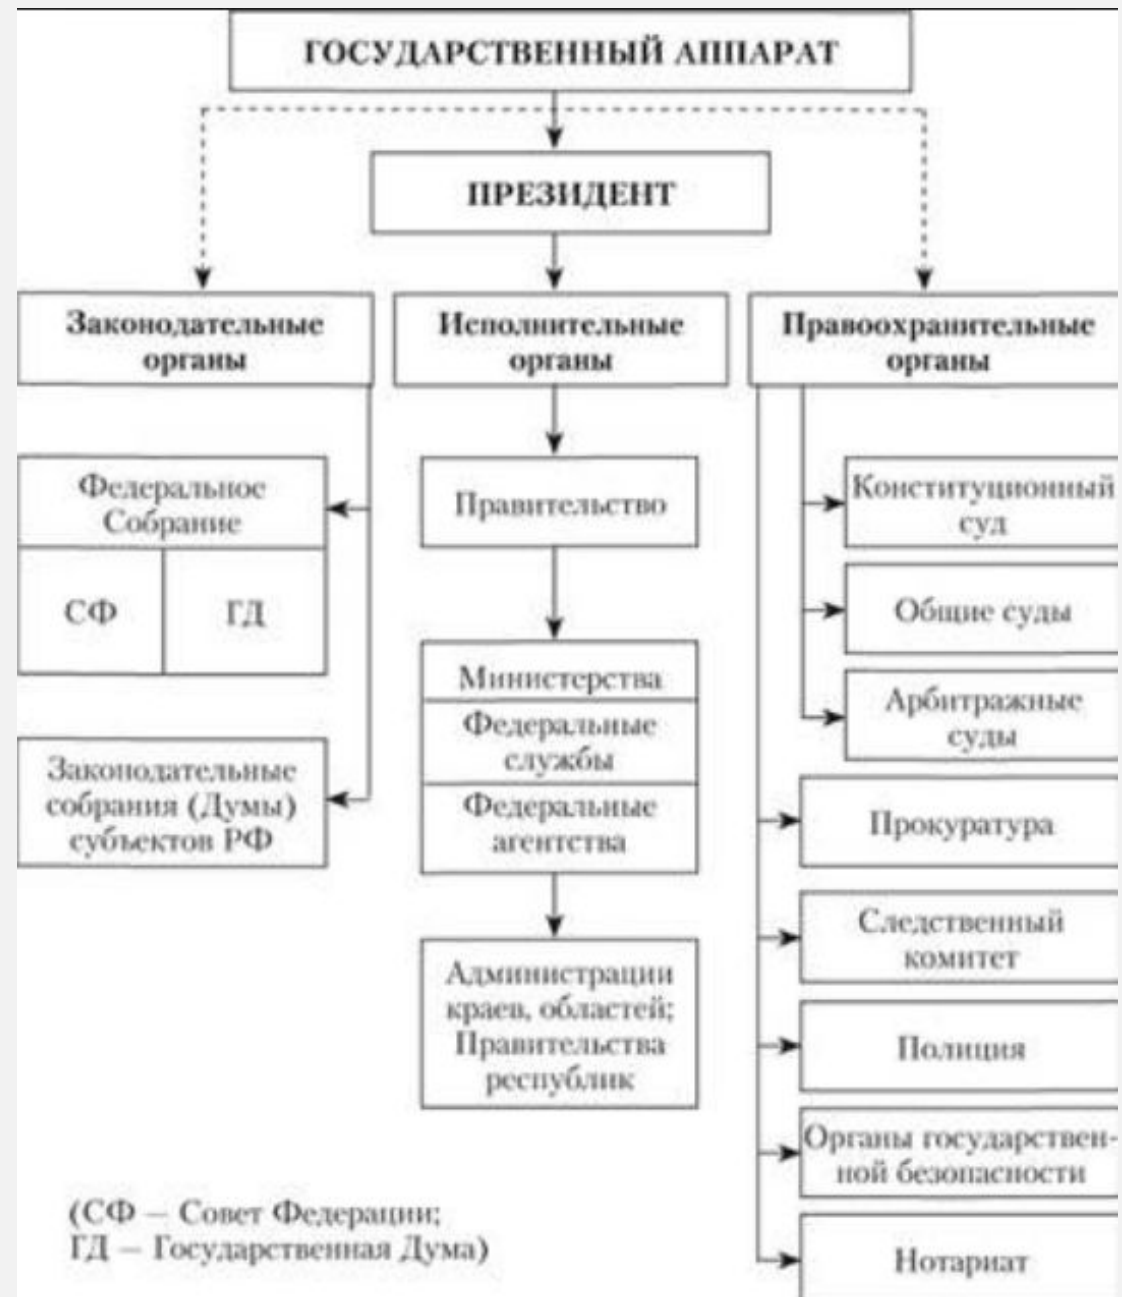 ГОСУДАРСТВЕННЫЙ АППАРАТ
ПРЕЗИДЕНТ
Законодательные
органы
Федеральное
Собрание
СФ
ГД
Законодательные
собрания (Думы)
субъектов РФ
Исполнительные
органы
Правительство
Министерства
Федеральные
службы
Федеральные
агентства
Администрации
краев, областей;
Правительства
республик
Правоохранительные
органы
Конституционный
суд
Общие суды
Арбитражные
суды
Прокуратура
Следственный
комитет
Полиция
Органы государствен-
ной безопасности
Нотариат
(СФ — Совет Федерации;
ГД — Государственная Дума)